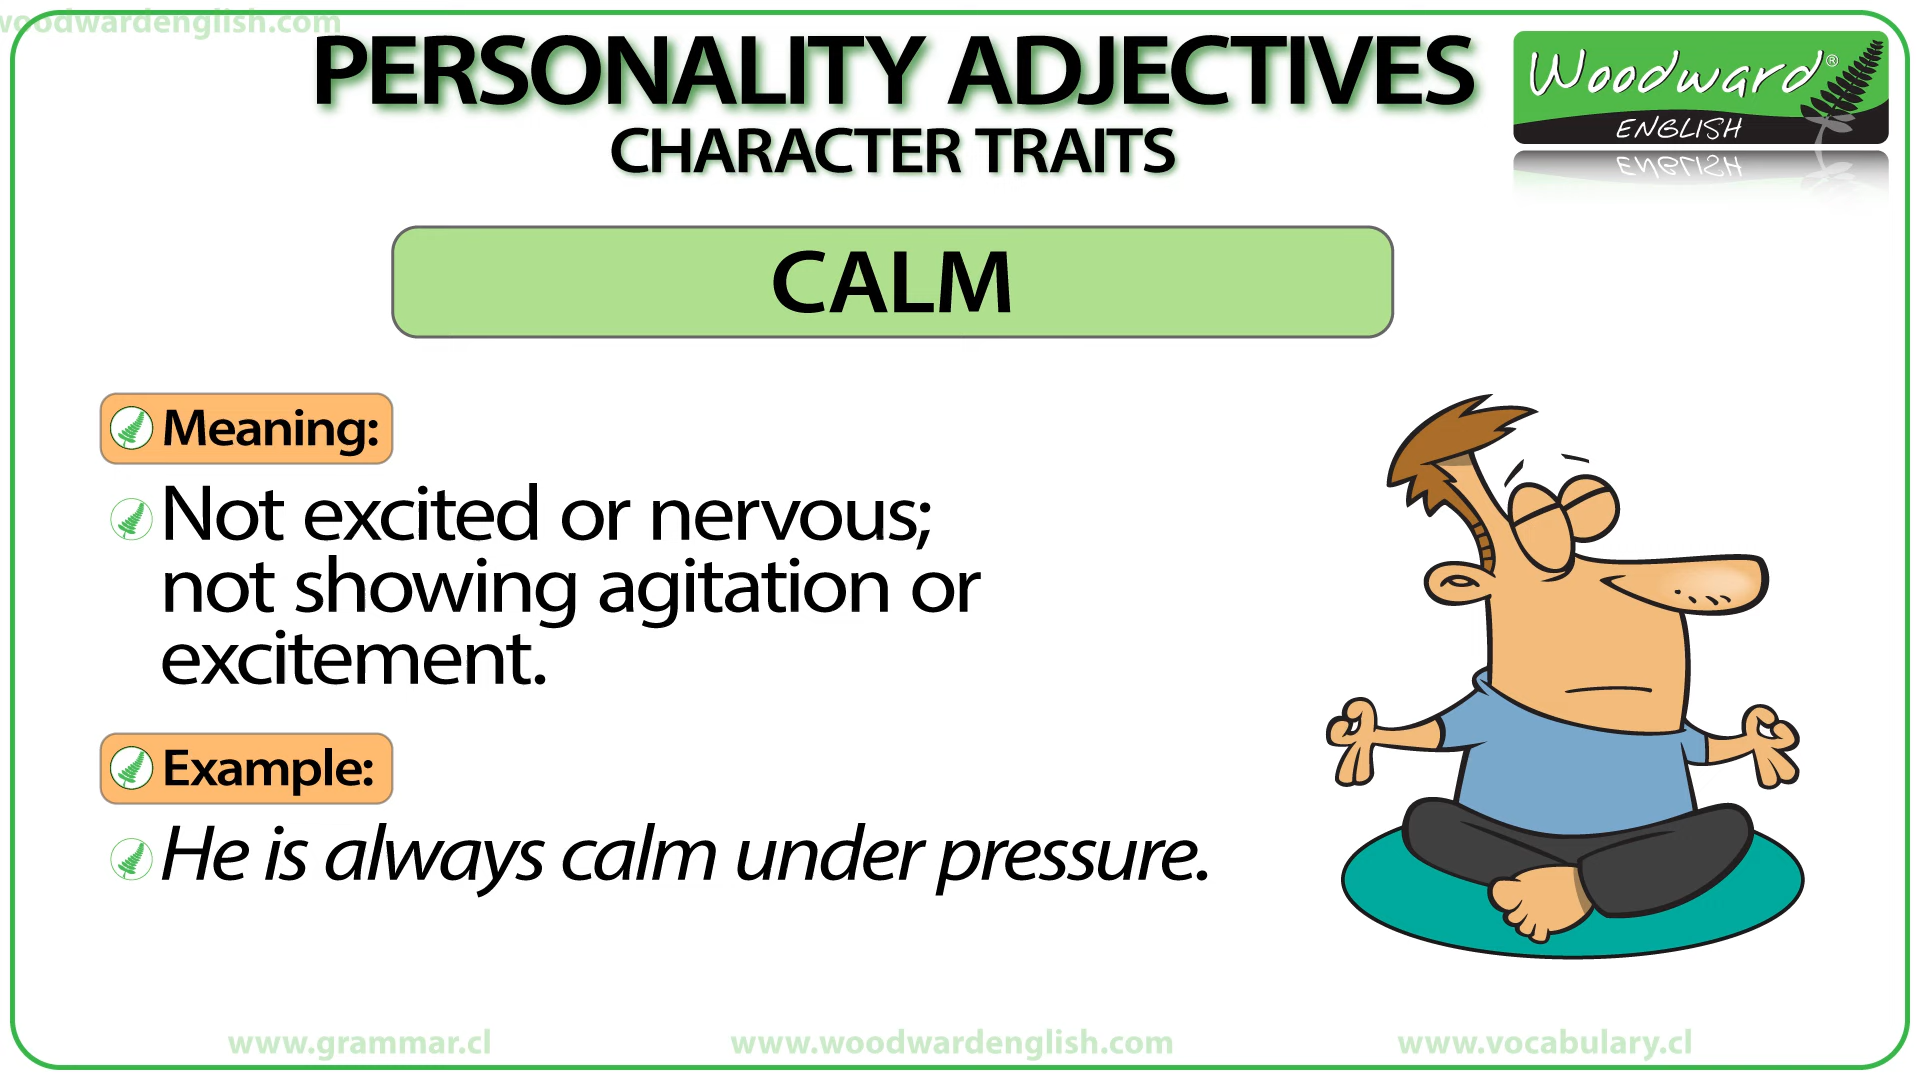 woodwardenglish.com
PERSONALITY ADJECTIVES
CHARACTER TRAITS
Woodward®
ENGLISH
CALM
Meaning:
Not excited or nervous;
not showing agitation or
excitement.
Example:
He is always calm under pressure.
www.grammar.cl
www.woodwardenglish.com
www.vocabulary.cl